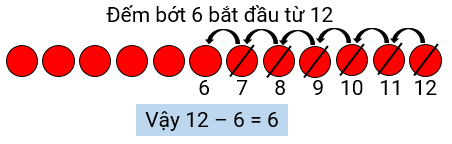 Đếm bớt 6 bắt đầu từ 12
6 7 8 9 10 11 12
Vậy 12 – 6 = 6